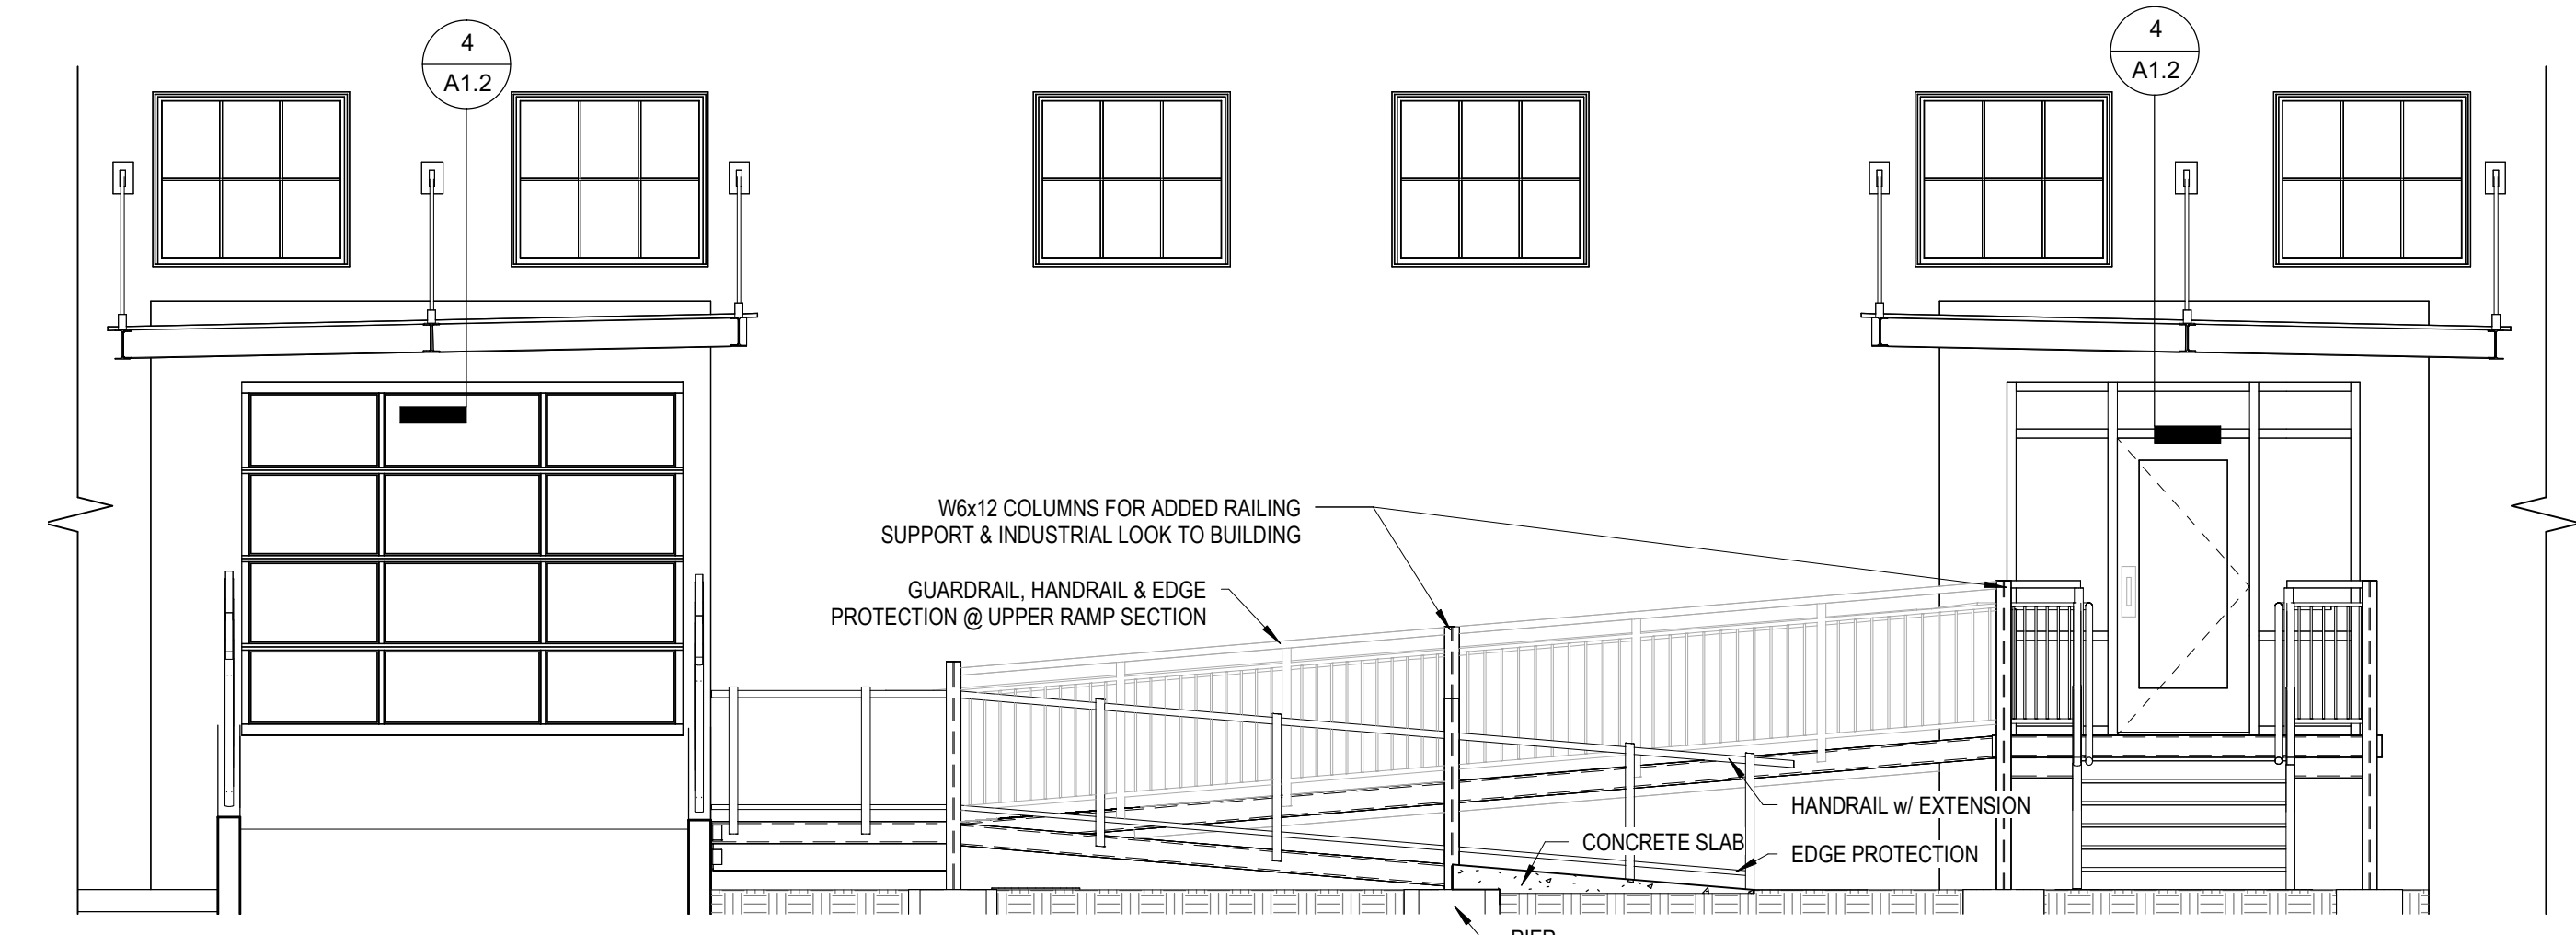 4
A1.2
4
A1.2
W6x12 COLUMNS FOR ADDED RAILING
SUPPORT & INDUSTRIAL LOOK TO BUILDING
GUARDRAIL, HANDRAIL & EDGE
PROTECTION @ UPPER RAMP SECTION
HANDRAIL w/ EXTENSION
CONCRETE SLAB
EDGE PROTECTION
PIER